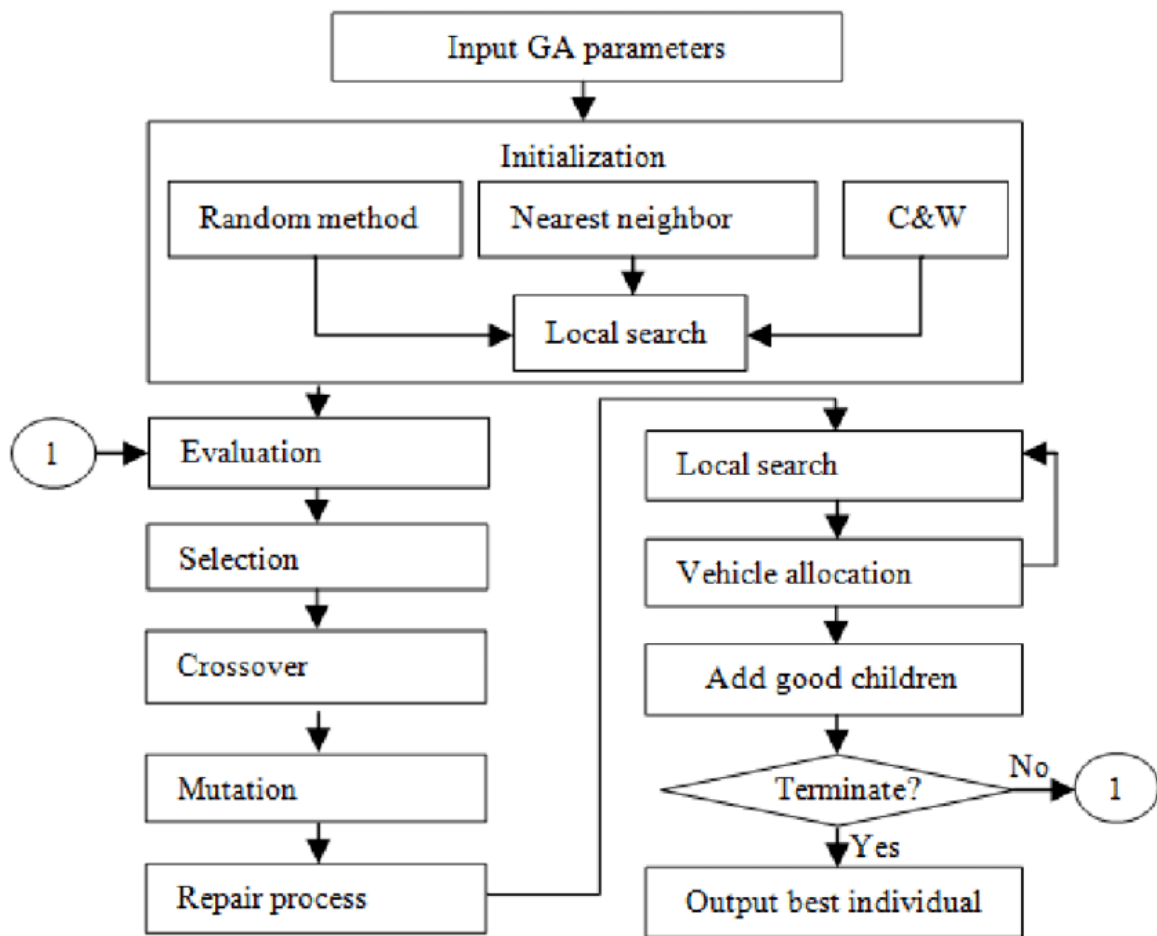 Input GA parameters
Initialization
Random method
Nearest neighbor
C&W
Local search
1
Evaluation
Selection
Crossover
Mutation
Repair process
Local search
Vehicle allocation
Add good children
Terminate?
No
1
Yes
Output best individual